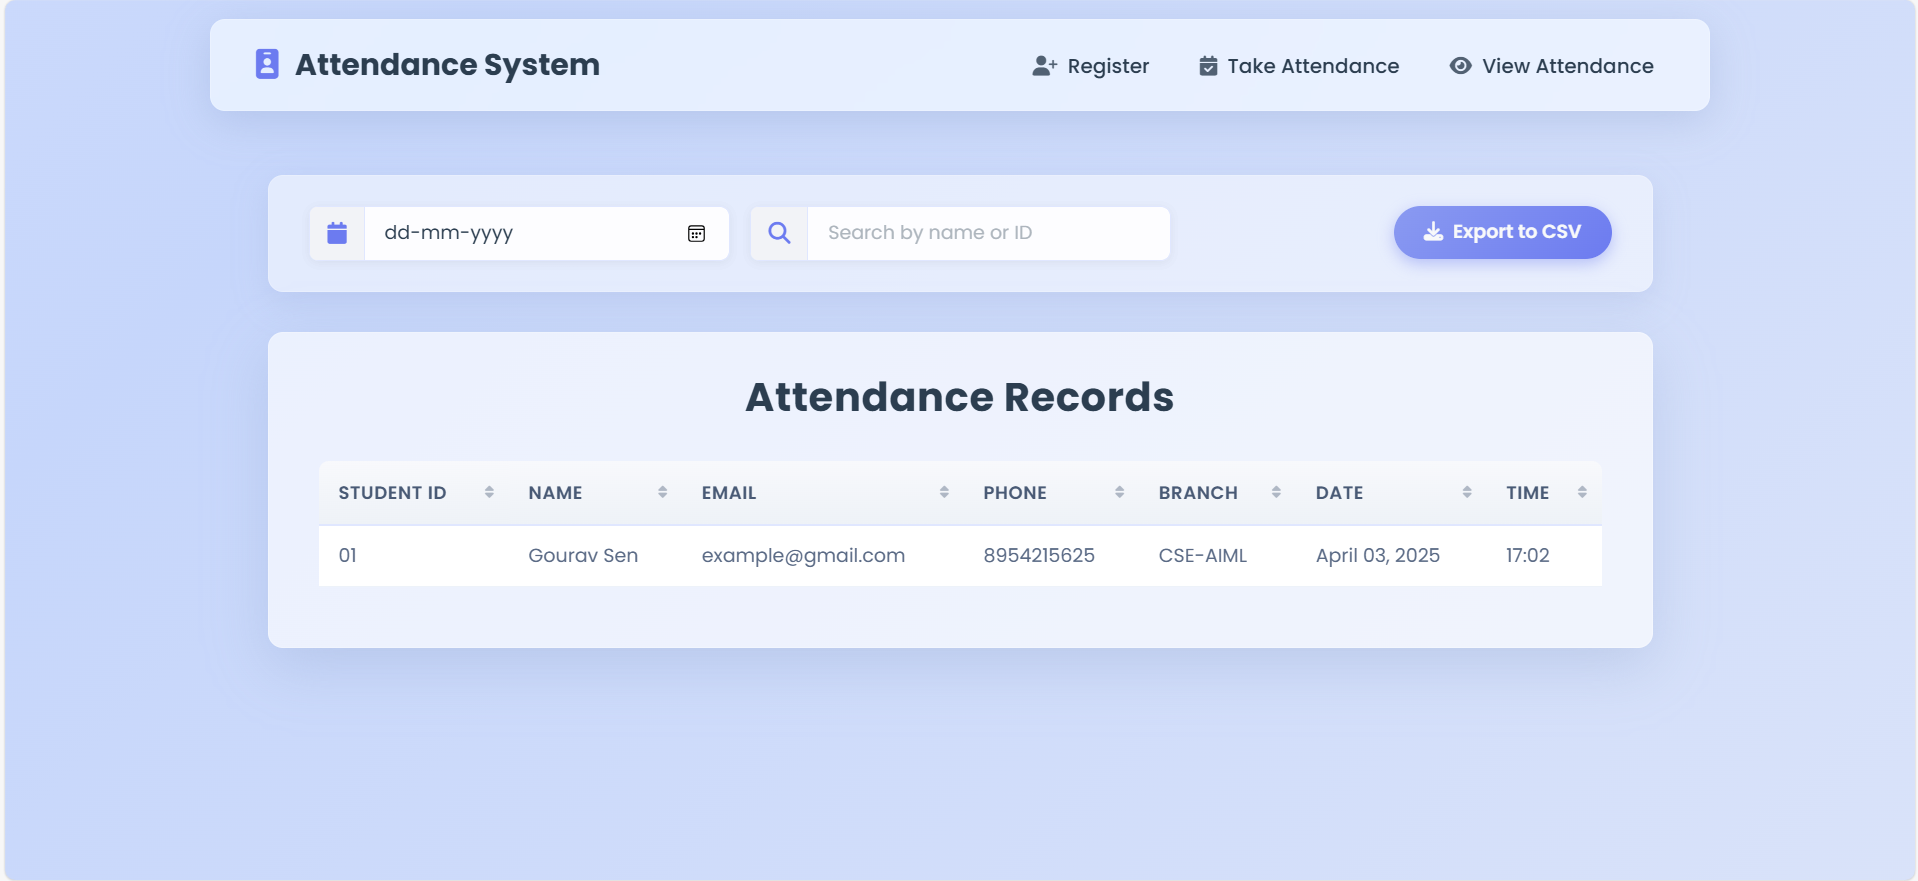 Attendance System
Register
Take Attendance
View Attendance
dd-mm-yyyy
Search by name or ID
Export to CSV
Attendance Records
STUDENT ID NAME EMAIL PHONE BRANCH DATE TIME
01 Gourav Sen example@gmail.com 8954215625 CSE-AIML April 03, 2025 17:02